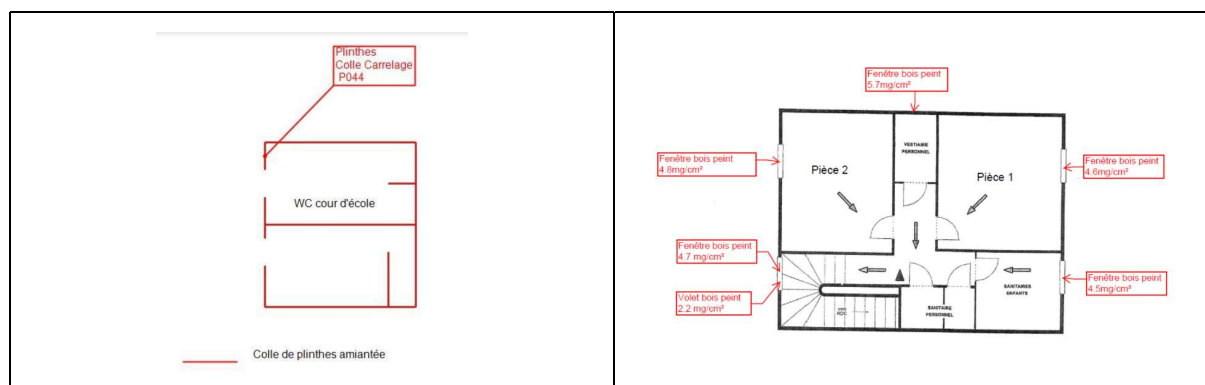 Plinthes
Colle Carrelage
P044
WC cour d'école
Colle de plinthes amiantée
Fenêtre bois peint
5.7mg/cm²
VESTIAIRE
PERSONNEL
Fenêtre bois peint
4.8mg/cm²
Pièce 2
Pièce 1
Fenêtre bois peint
4.6mg/cm²
Fenêtre bois peint
4.7 mg/cm²
Volet bois peint
2.2 mg/cm²
SANITAIRES
ENFANTS
Fenêtre bois peint
4.5mg/cm²
SANITAIRE
PERSONNEL
RDC